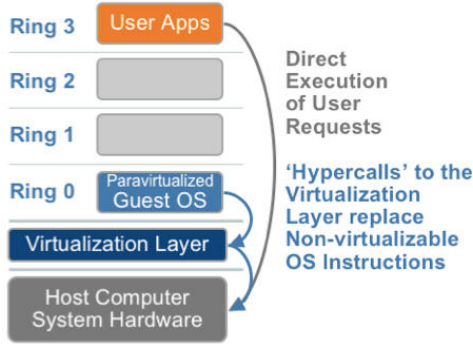 Ring 3
User Apps
Ring 2
Ring 1
Ring 0
Paravirtualized
Guest OS
Virtualization Layer
Host Computer
System Hardware
Direct
Execution
of User
Requests
‘Hypercalls’ to the
Virtualization
Layer replace
Non-virtualizable
OS Instructions